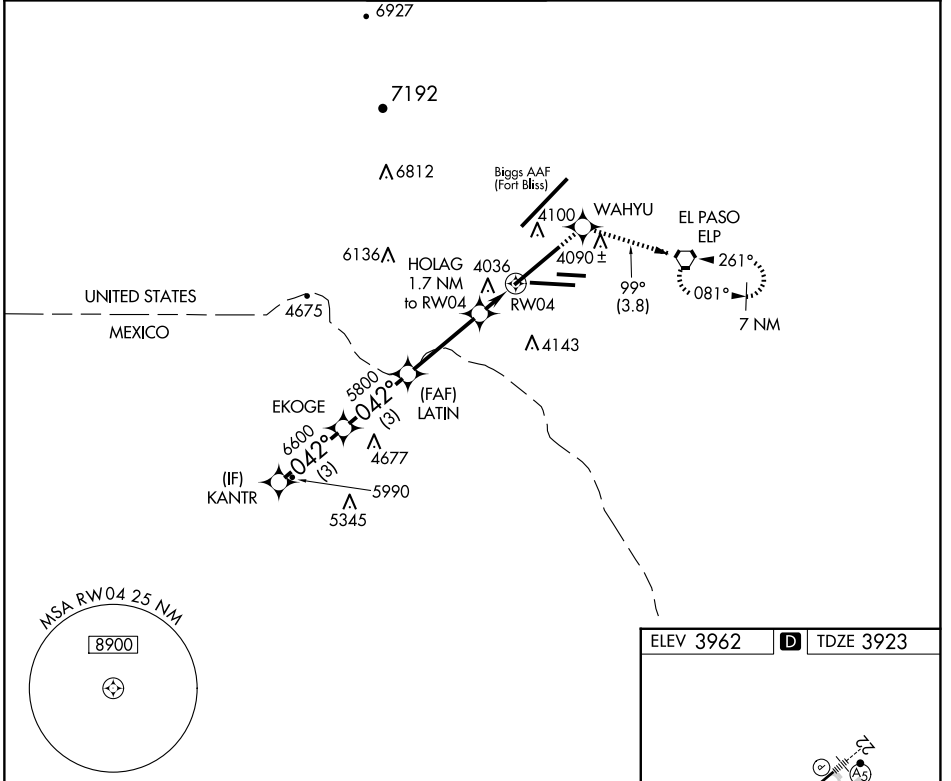 6927
7192
6812
Biggs AAF
(Fort Bliss)
4100
WAHYU
EL PASO
ELP
6136
4090 ±
HOLAG
1.7 NM
to RW04
4036
RW04
99°
(3.8)
261°
081°
7 NM
UNITED STATES
MEXICO
4675
4143
5800
042°
(3)
(FAF)
LATIN
EKOGE
6600
042°
(3)
4677
(IF)
KANTR
5990
5345
MSA RW04 25 NM
8900
ELEV 3962
D
TDZE 3923
22
P
A5